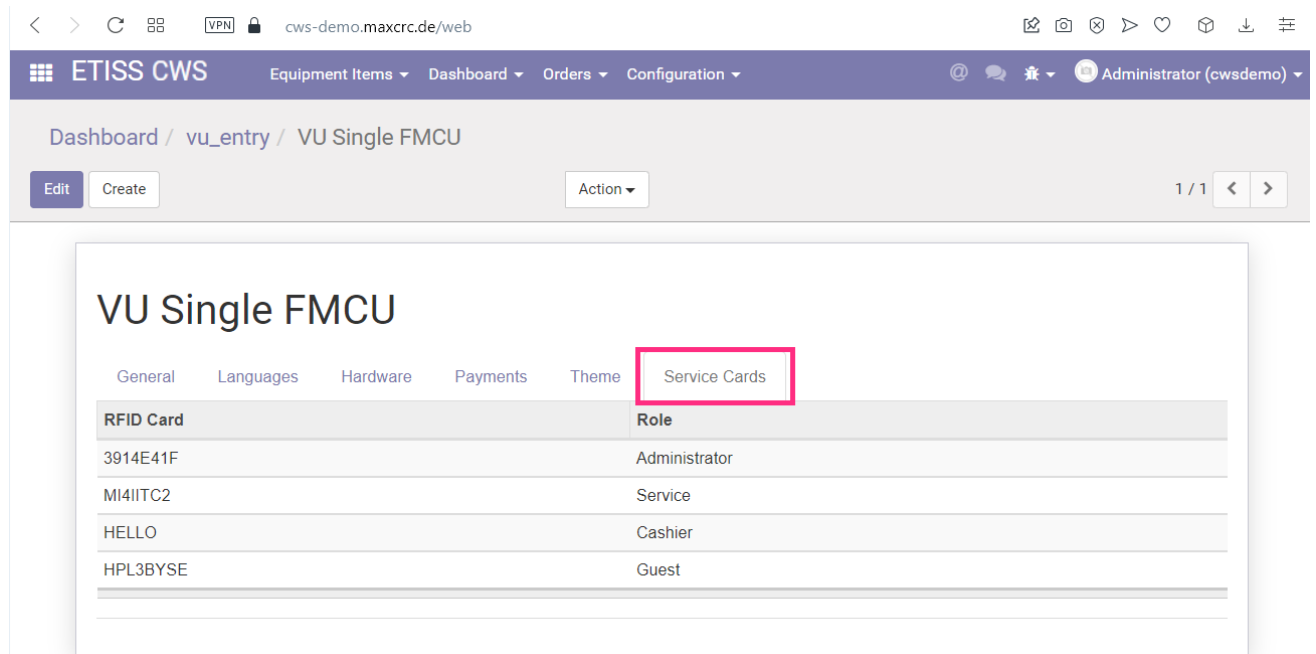 VPN cws-demo.maxcrc.de/web
ETISS CWS Equipment Items Dashboard Orders Configuration @ Administrator (cwsdemo)
Dashboard / vu_entry / VU Single FMCU
Edit Create Action 1 / 1
VU Single FMCU
General Languages Hardware Payments Theme Service Cards
RFID Card Role
3914E41F Administrator
MI4IITC2 Service
HELLO Cashier
HPL3BYSE Guest